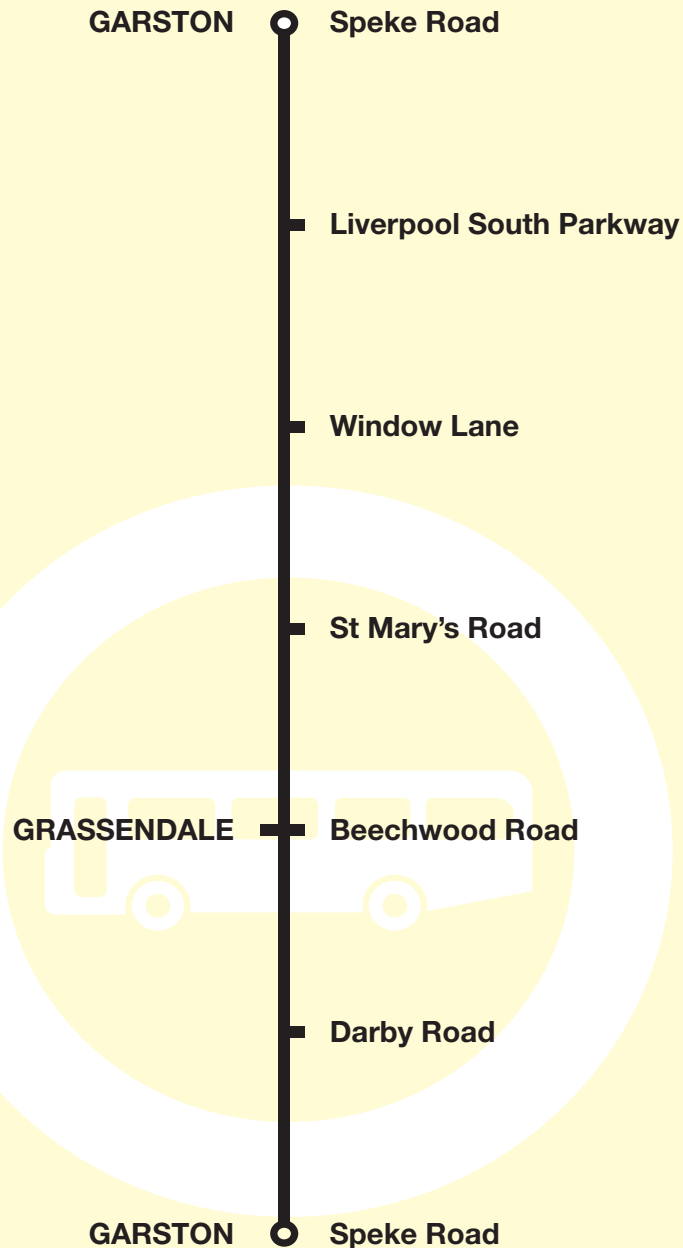 GARSTON Speke Road
Liverpool South Parkway
Window Lane
St Mary’s Road
GRASSENDALE Beechwood Road
Darby Road
GARSTON Speke Road